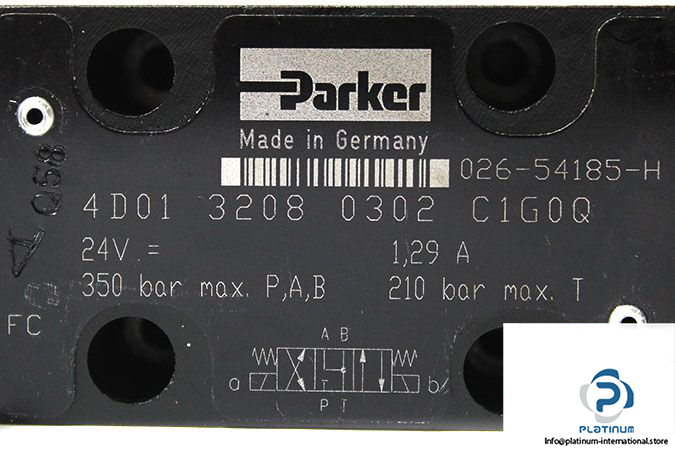 Parker
Made in Germany
026-54185-H
4D01 3208 0302 C1G0Q
24V. = 1,29 A
350 bar max. P,A,B 210 bar max. T
Q58
FC
A B
a b
P T
PLATINUM
Info@platinum-international.store